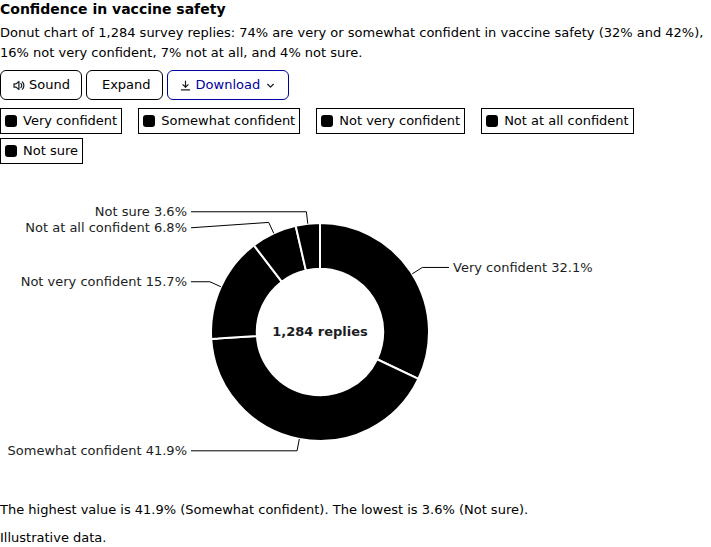 Confidence in vaccine safety
Donut chart of 1,284 survey replies: 74% are very or somewhat confident in vaccine safety (32% and 42%),
16% not very confident, 7% not at all, and 4% not sure.
Sound Expand Download
Very confident Somewhat confident Not very confident Not at all confident
Not sure
Not sure 3.6%
Not at all confident 6.8%
Very confident 32.1%
Not very confident 15.7%
1,284 replies
Somewhat confident 41.9%
The highest value is 41.9% (Somewhat confident). The lowest is 3.6% (Not sure).
Illustrative data.